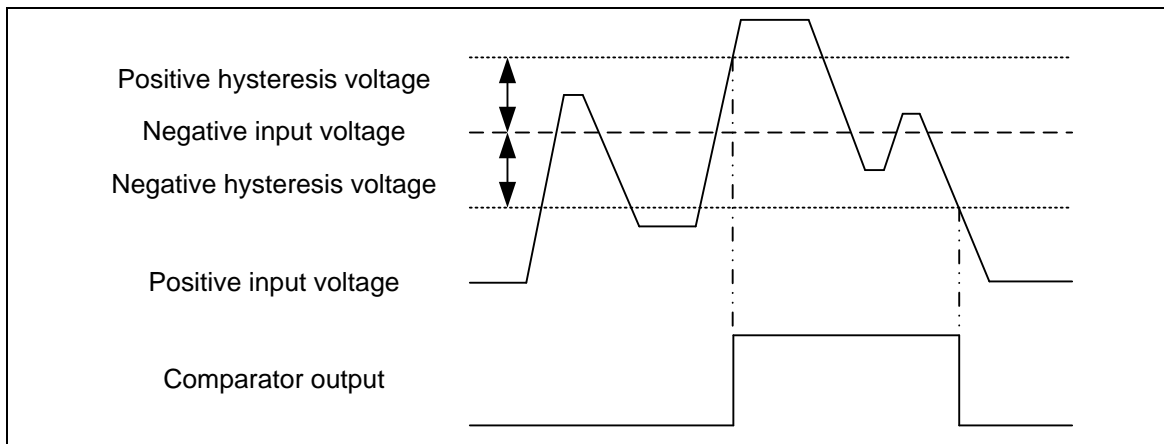 Positive hysteresis voltage
Negative input voltage
Negative hysteresis voltage
Positive input voltage
Comparator output